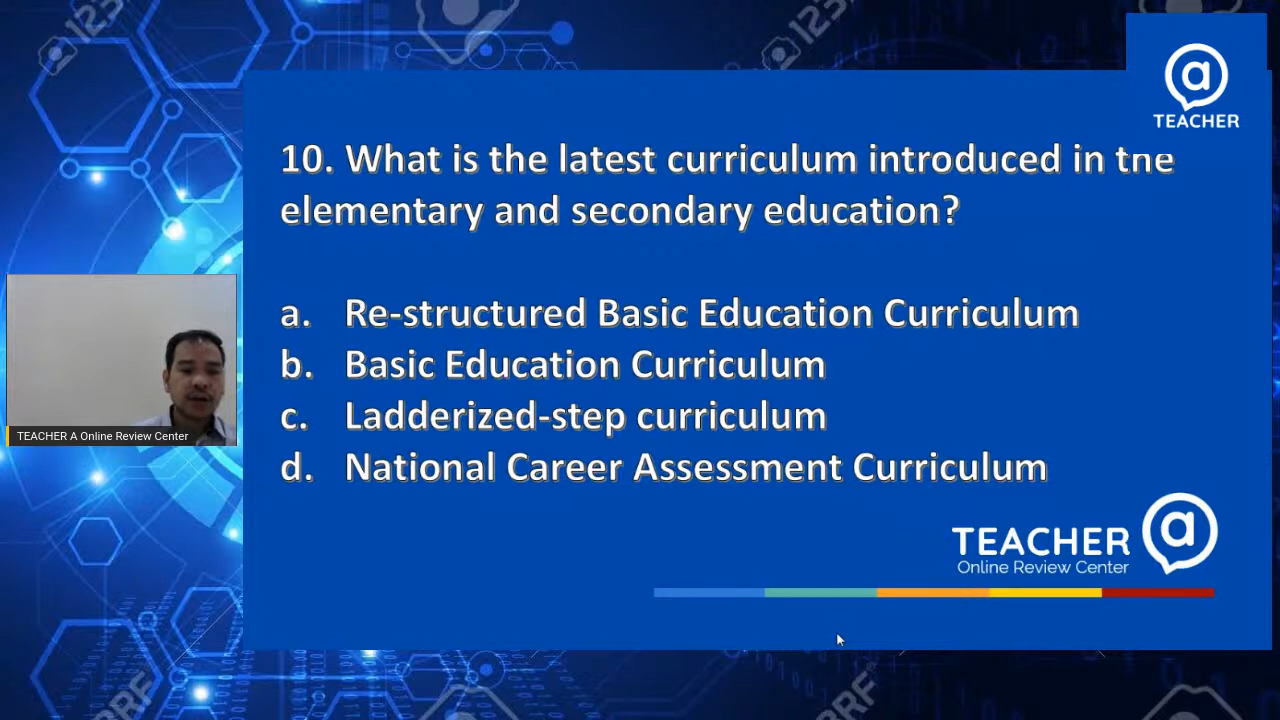 TEACHER
10. What is the latest curriculum introduced in the
elementary and secondary education?
a. Re-structured Basic Education Curriculum
b. Basic Education Curriculum
c. Ladderized-step curriculum
d. National Career Assessment Curriculum
TEACHER A Online Review Center
TEACHER
Online Review Center